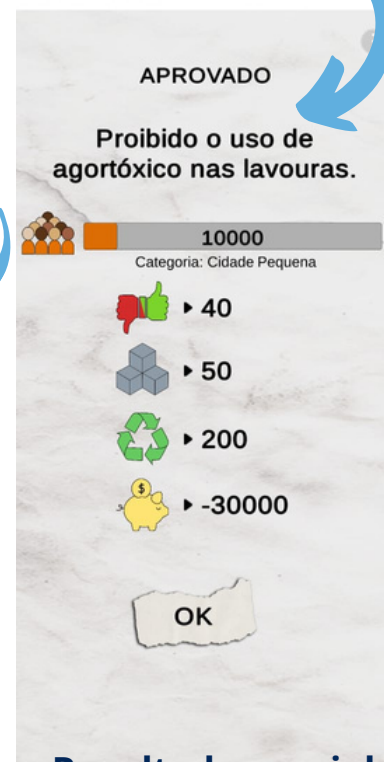 APROVADO
Proibido o uso de
agortóxico nas lavouras.
10000
Categoria: Cidade Pequena
40
50
200
$
-30000
OK